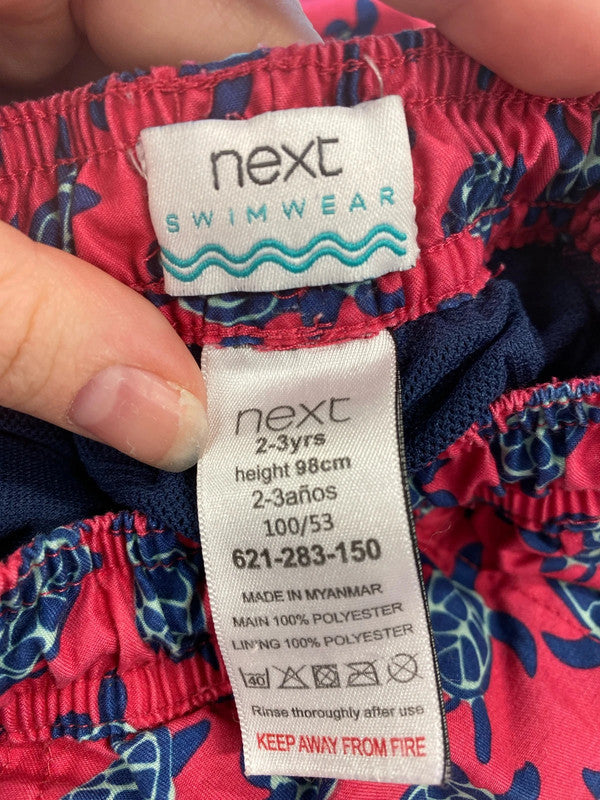 next
SWIMWEAR
next
2-3yrs
height 98cm
2-3años
100/53
621-283-150
MADE IN MYANMAR
MAIN 100% POLYESTER
LINING 100% POLYESTER
40
Rinse thoroughly after use
KEEP AWAY FROM FIRE